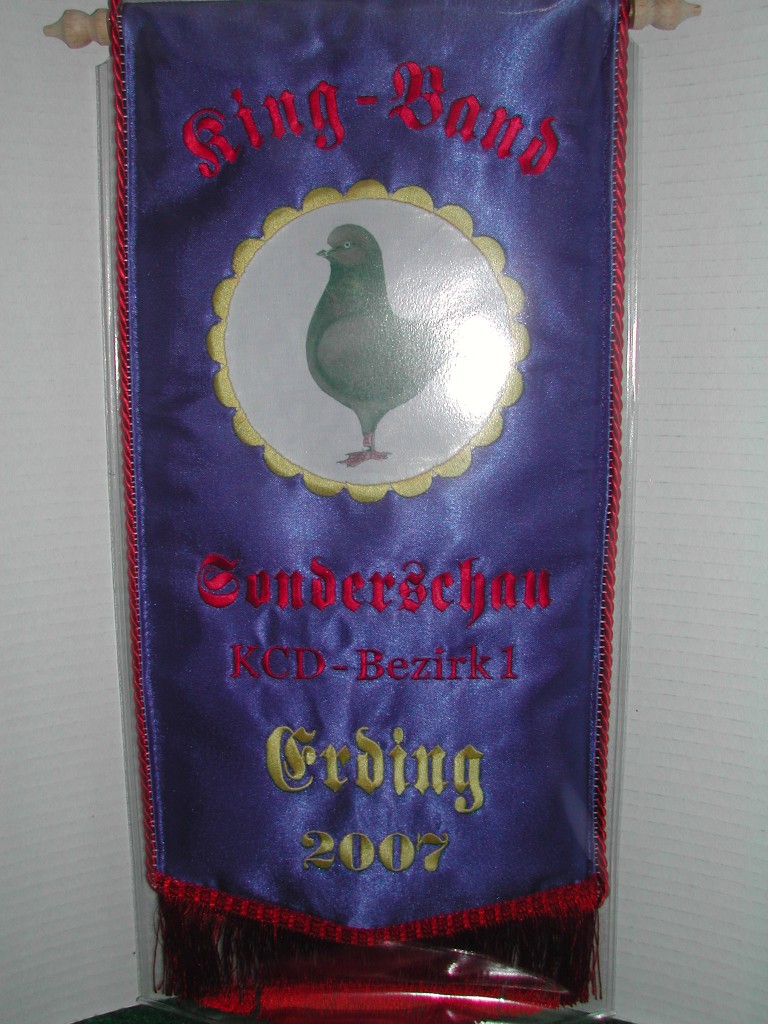 King-Band
Sonderschau
KCD-Bezirk 1
Erding
2007